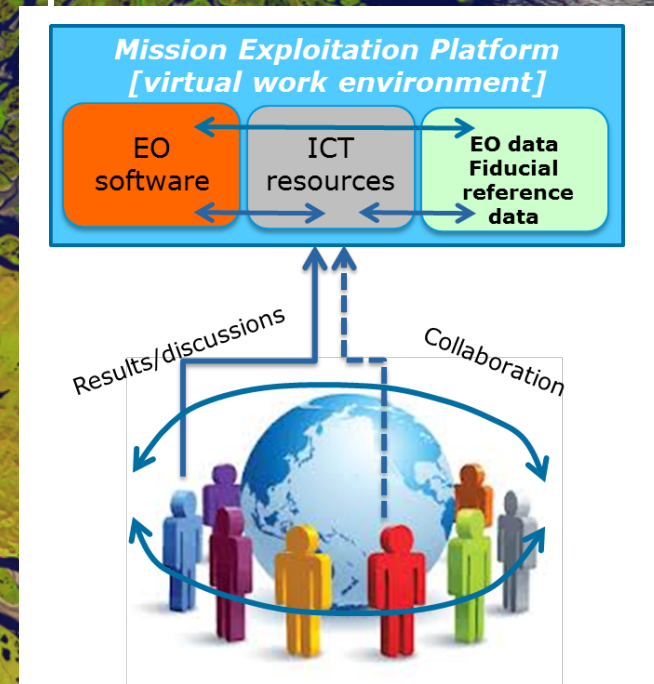 Mission Exploitation Platform
[virtual work environment]
EO
software
ICT
resources
EO data
Fiducial
reference
data
Results/discussions
Collaboration